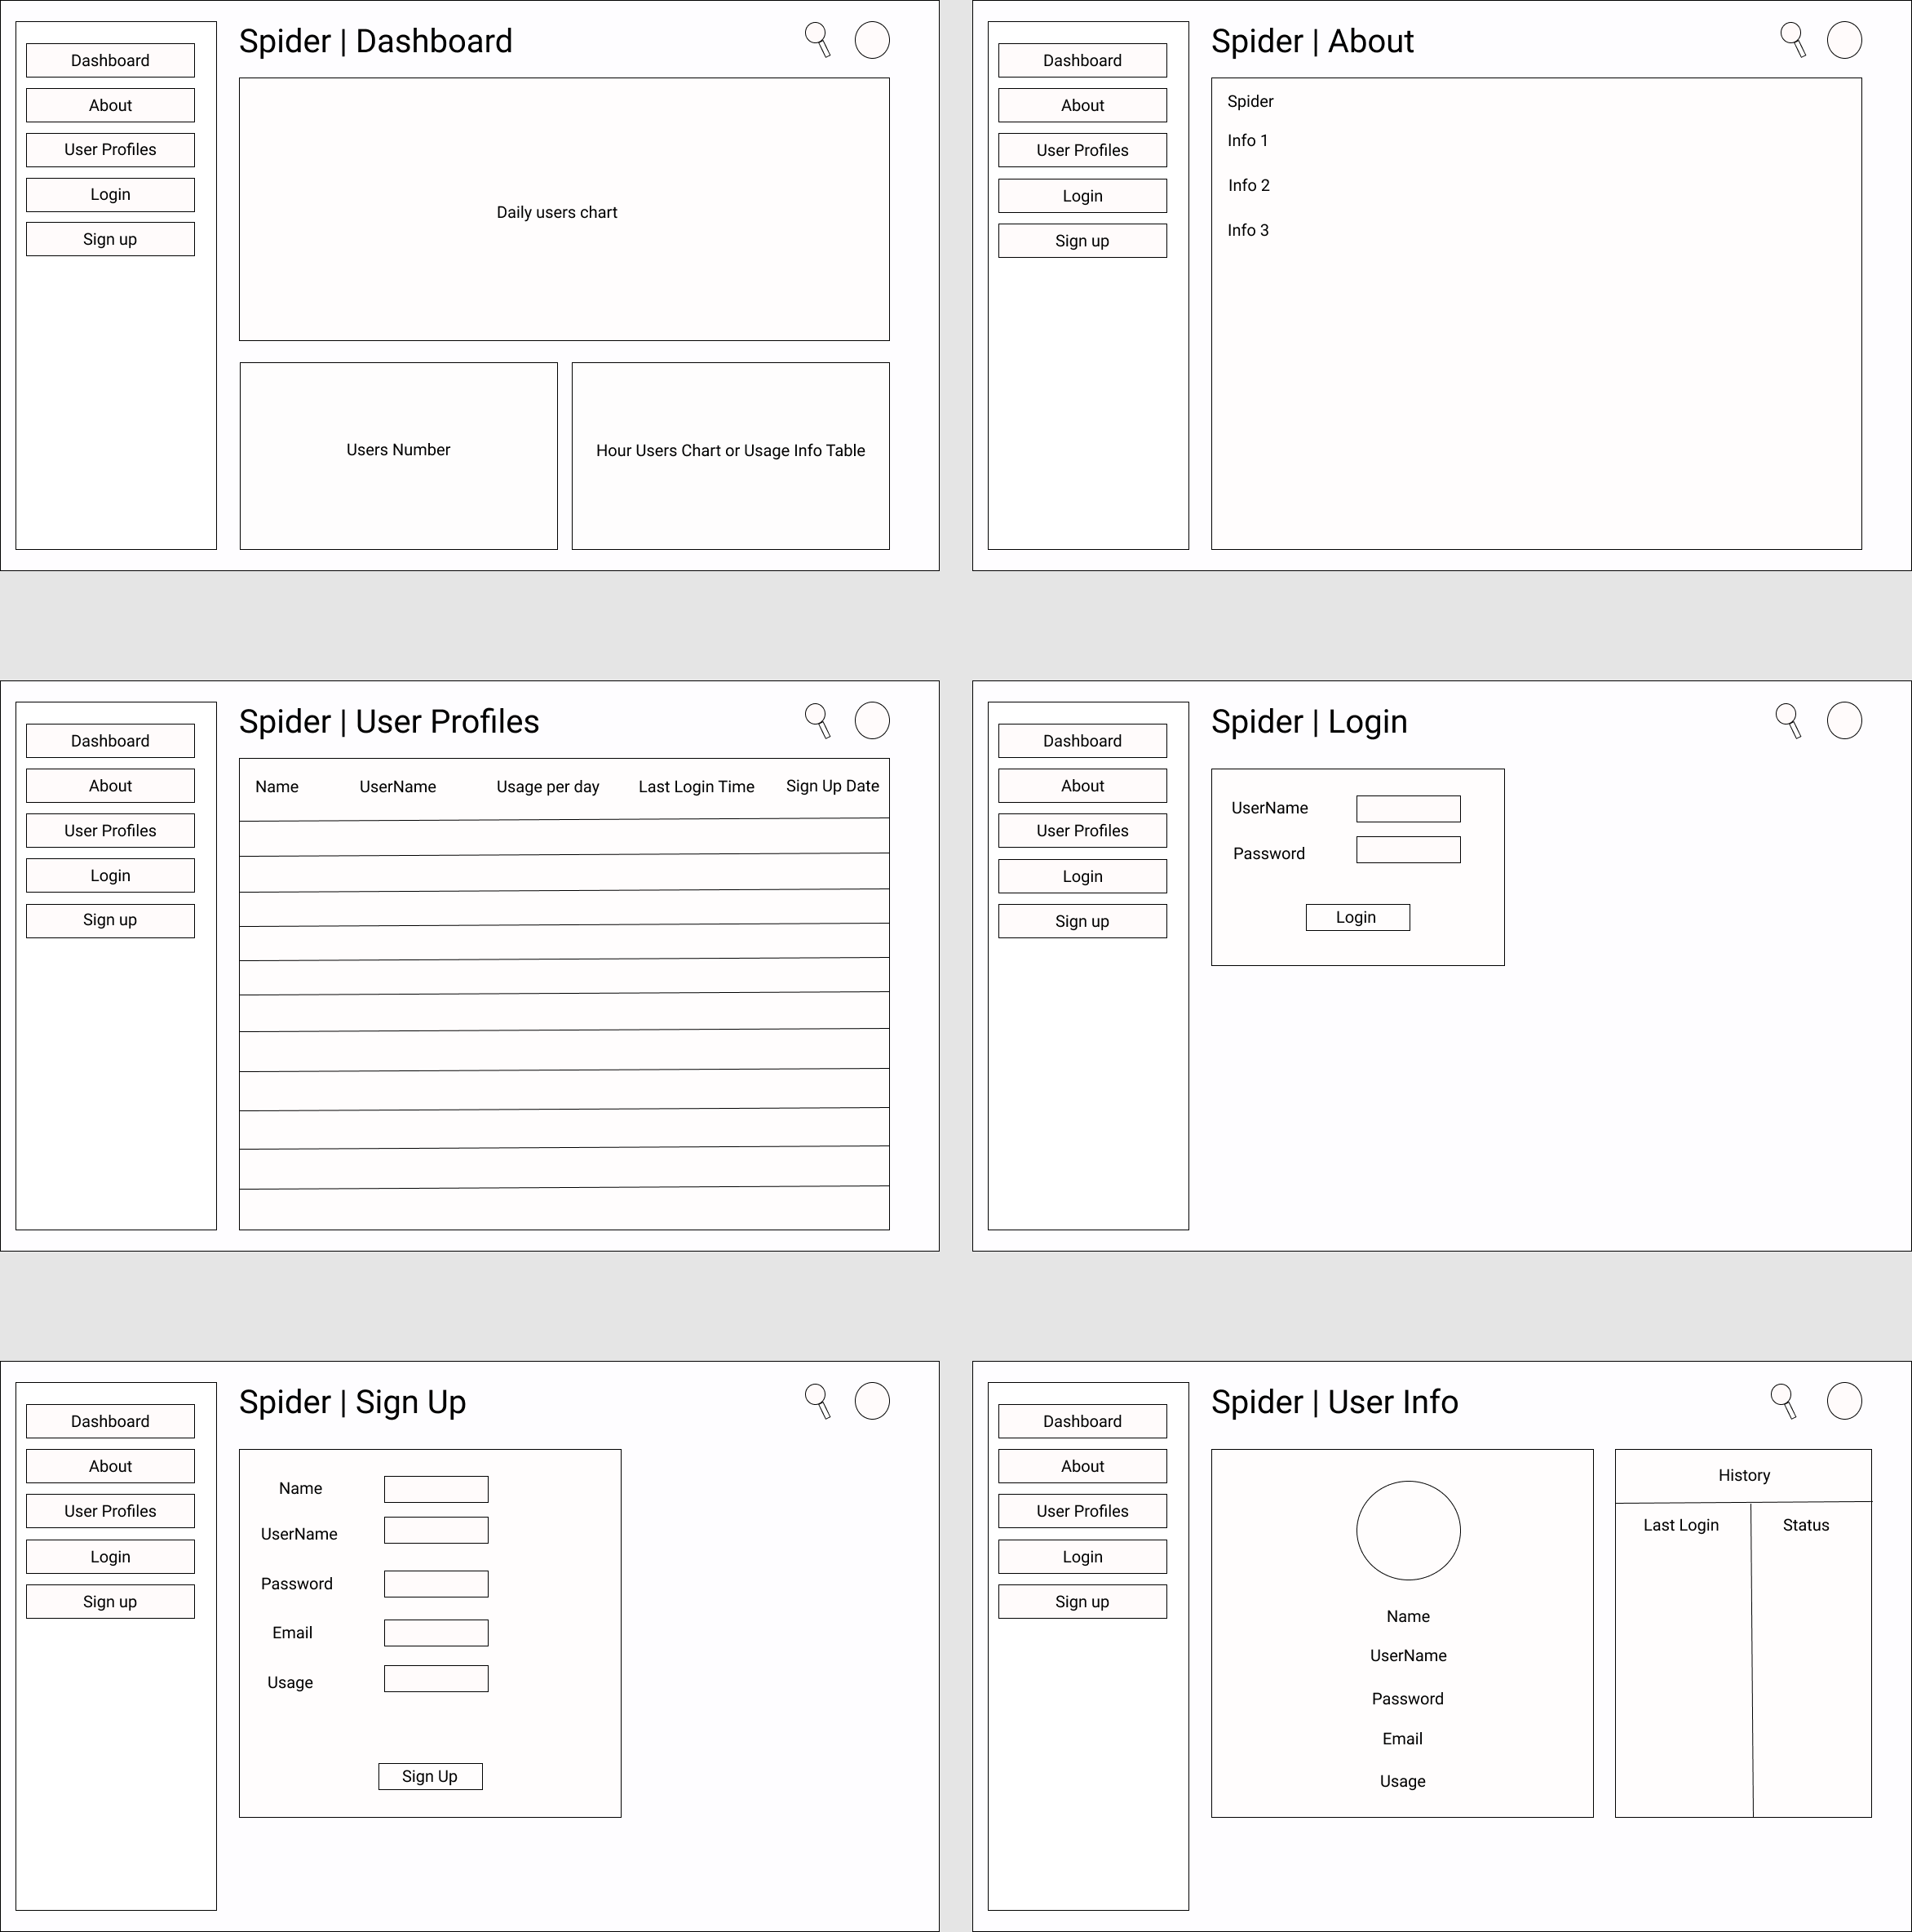 Spider | Dashboard
Dashboard
About
User Profiles
Login
Sign up
Daily users chart
Users Number
Hour Users Chart or Usage Info Table
Spider | About
Dashboard
About
User Profiles
Login
Sign up
Spider
Info 1
Info 2
Info 3
Spider | User Profiles
Dashboard
About
User Profiles
Login
Sign up
Name UserName Usage per day Last Login Time Sign Up Date
Spider | Login
Dashboard
About
User Profiles
Login
Sign up
UserName
Password
Login
Spider | Sign Up
Dashboard
About
User Profiles
Login
Sign up
Name
UserName
Password
Email
Usage
Sign Up
Spider | User Info
Dashboard
About
User Profiles
Login
Sign up
Name
UserName
Password
Email
Usage
History
Last Login Status